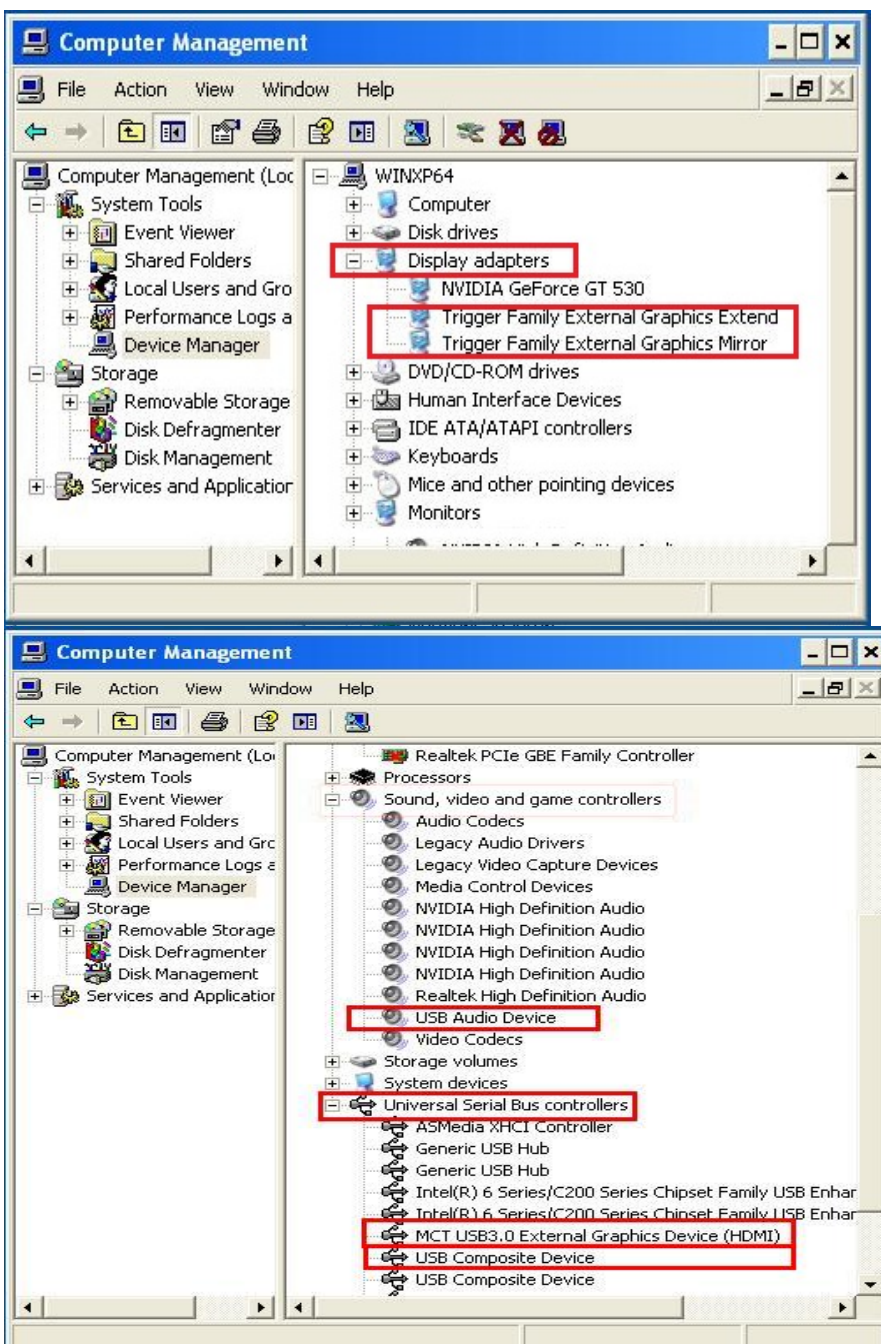 Computer Management
File Action View Window Help
Computer Management (Loc
System Tools
Event Viewer
Shared Folders
Local Users and Gro
Performance Logs a
Device Manager
Storage
Removable Storage
Disk Defragmenter
Disk Management
Services and Application
WINXP64
Computer
Disk drives
Display adapters
NVIDIA GeForce GT 530
Trigger Family External Graphics Extend
Trigger Family External Graphics Mirror
DVD/CD-ROM drives
Human Interface Devices
IDE ATA/ATAPI controllers
Keyboards
Mice and other pointing devices
Monitors
Computer Management
File Action View Window Help
Computer Management (Lo
System Tools
Event Viewer
Shared Folders
Local Users and Grc
Performance Logs a
Device Manager
Storage
Removable Storage
Disk Defragmenter
Disk Management
Services and Application
Realtek PCIe GBE Family Controller
Processors
Sound, video and game controllers
Audio Codecs
Legacy Audio Drivers
Legacy Video Capture Devices
Media Control Devices
NVIDIA High Definition Audio
NVIDIA High Definition Audio
NVIDIA High Definition Audio
NVIDIA High Definition Audio
Realtek High Definition Audio
USB Audio Device
Video Codecs
Storage volumes
System devices
Universal Serial Bus controllers
ASMedia XHCI Controller
Generic USB Hub
Generic USB Hub
Intel(R) 6 Series/C200 Series Chipset Family USB Enhar
Intel(R) 6 Series/C200 Series Chipset Family USB Enhar
MCT USB3.0 External Graphics Device (HDMI)
USB Composite Device
USB Composite Device